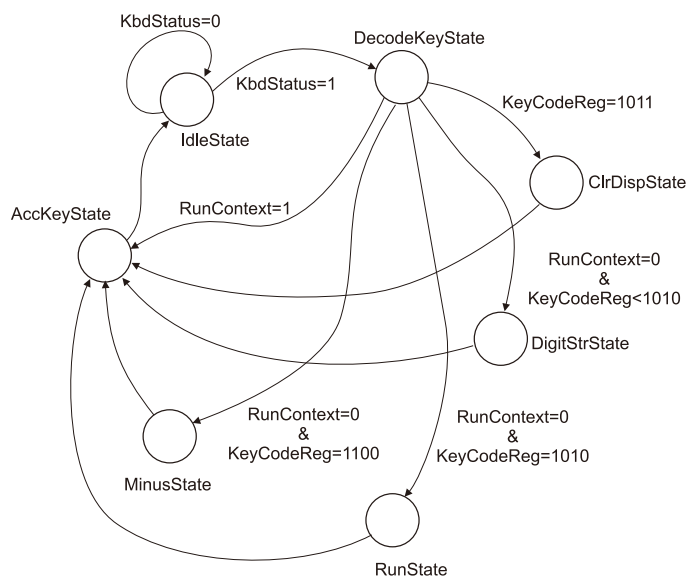 KbdStatus=0
DecodeKeyState
KbdStatus=1
KeyCodeReg=1011
IdleState
ClrDispState
AccKeyState
RunContext=1
RunContext=0
&
KeyCodeReg<1010
DigitStrState
RunContext=0
&
KeyCodeReg=1100
RunContext=0
&
KeyCodeReg=1010
MinusState
RunState